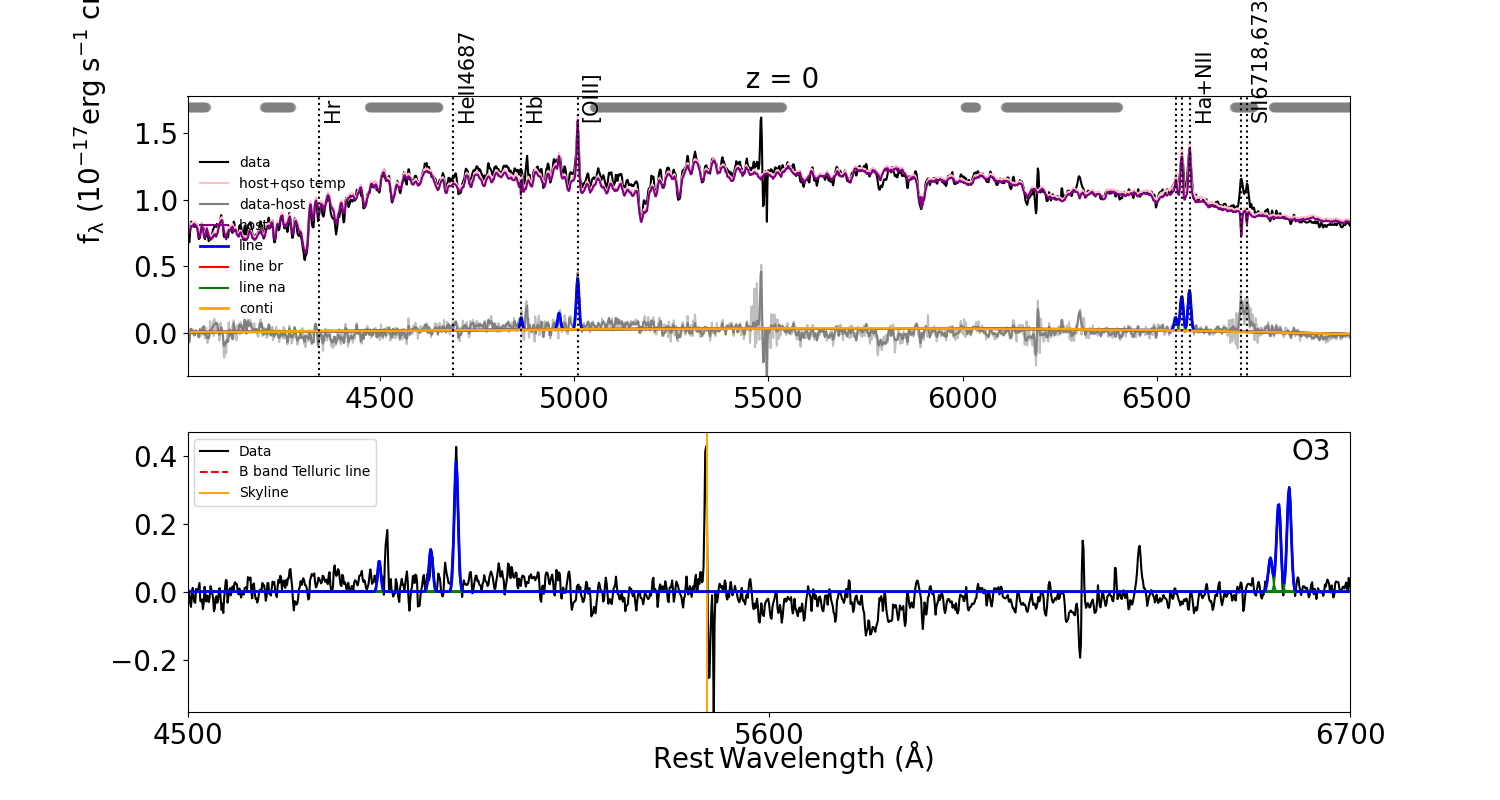 z = 0
f_λ (10^−17 erg s^−1 c
Hr
HeII4687
Hb
[OIII]
Ha+NII
SII6718,673
1.5
1.0
0.5
0.0
data
host+qso temp
data-host
host
line
line br
line na
conti
4500 5000 5500 6000 6500
O3
0.4
0.2
0.0
−0.2
Data
B band Telluric line
Skyline
4500 5600 6700
Rest Wavelength (Å)